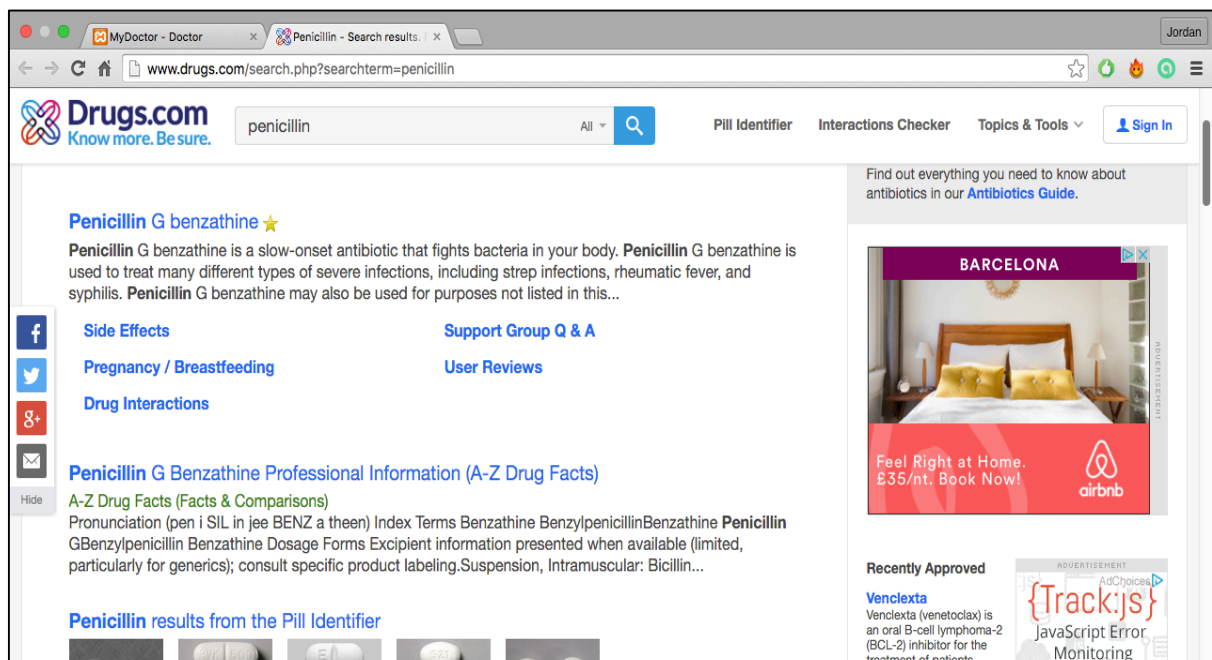 MyDoctor - Doctor
Penicillin - Search results.
Jordan
www.drugs.com/search.php?searchterm=penicillin
Drugs.com
Know more. Be sure.
penicillin
All
Pill Identifier
Interactions Checker
Topics & Tools
Sign In
Find out everything you need to know about
antibiotics in our Antibiotics Guide.
Penicillin G benzathine
Penicillin G benzathine is a slow-onset antibiotic that fights bacteria in your body. Penicillin G benzathine is
used to treat many different types of severe infections, including strep infections, rheumatic fever, and
syphilis. Penicillin G benzathine may also be used for purposes not listed in this...
Side Effects
Support Group Q & A
Pregnancy / Breastfeeding
User Reviews
Drug Interactions
f
8+
Hide
BARCELONA
ADVERTISEMENT
Feel Right at Home.
£35/nt. Book Now!
airbnb
Penicillin G Benzathine Professional Information (A-Z Drug Facts)
A-Z Drug Facts (Facts & Comparisons)
Pronunciation (pen i SIL in jee BENZ a theen) Index Terms Benzathine BenzylpenicillinBenzathine Penicillin
GBenzylpenicillin Benzathine Dosage Forms Excipient information presented when available (limited,
particularly for generics); consult specific product labeling.Suspension, Intramuscular: Bicillin...
Penicillin results from the Pill Identifier
Recently Approved
Venclexta
Venclexta (venetoclax) is
an oral B-cell lymphoma-2
(BCL-2) inhibitor for the
treatment of patients
ADVERTISEMENT
AdChoices
{Track:js}
JavaScript Error
Monitoring